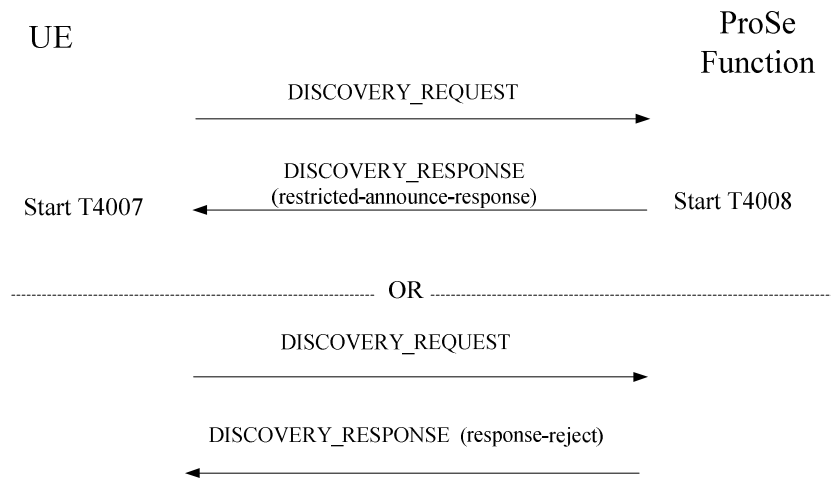 UE
ProSe
Function
DISCOVERY_REQUEST
DISCOVERY_RESPONSE
(restricted-announce-response)
Start T4007
Start T4008
OR
DISCOVERY_REQUEST
DISCOVERY_RESPONSE (response-reject)